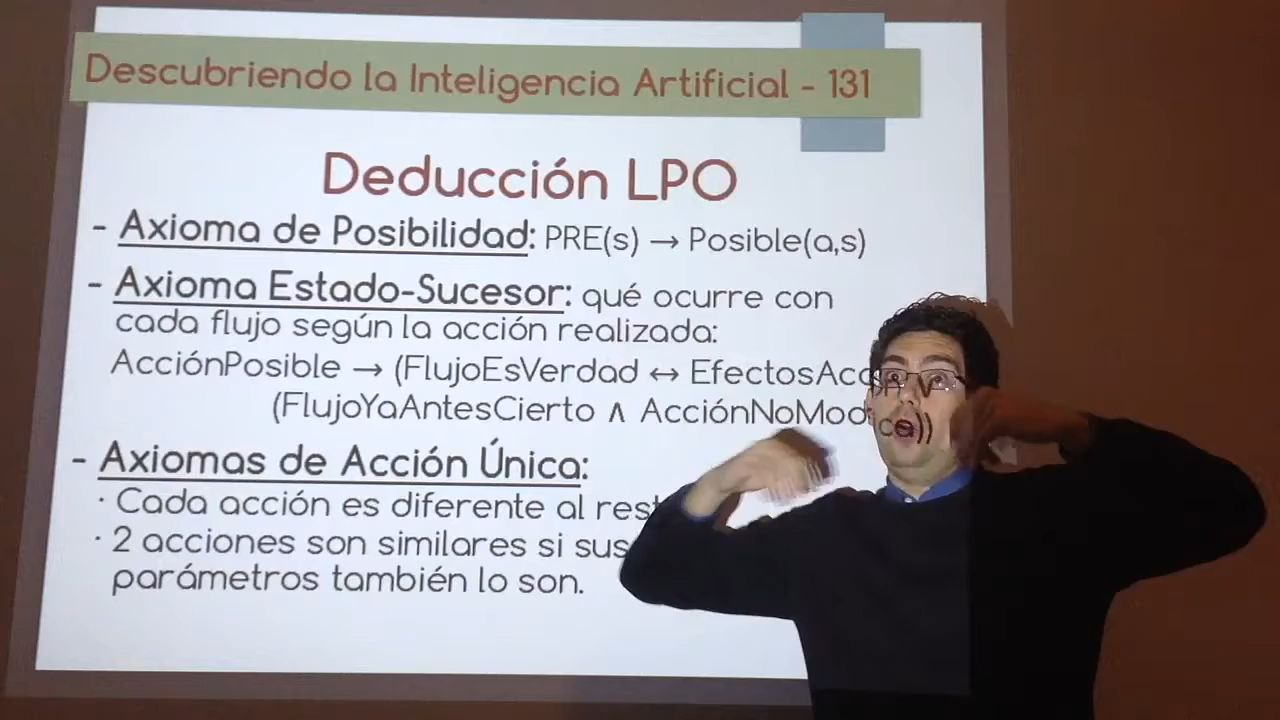 Descubriendo la Inteligencia Artificial - 131
Deducción LPO
- Axioma de Posibilidad: PRE(s) → Posible(a,s)
- Axioma Estado-Sucesor: qué ocurre con
cada flujo según la acción realizada:
AcciónPosible → (FlujoEsVerdad ↔ EfectosAcc
(FlujoYaAntesCierto ∧ AcciónNoModifica))
- Axiomas de Acción Única:
· Cada acción es diferente al rest
· 2 acciones son similares si sus
parámetros también lo son.